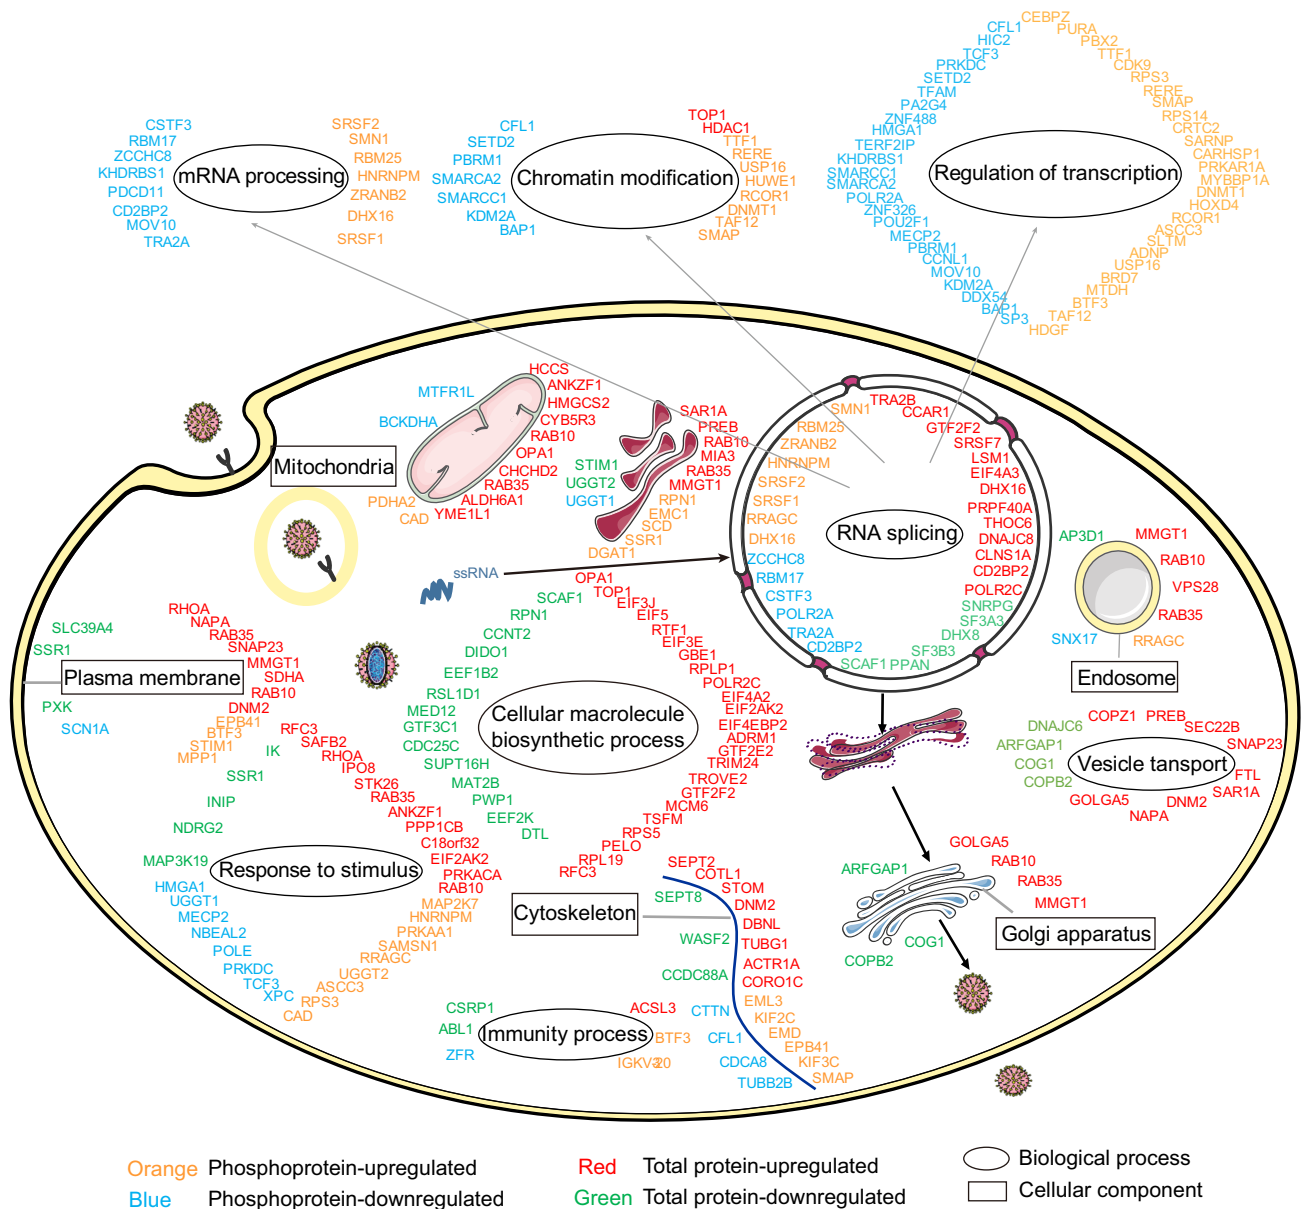 CSTF3
RBM17
ZCCHC8
KHDRBS1
PDCD11
CD2BP2
MOV10
TRA2A
mRNA processing
SRSF2
SMN1
RBM25
HNRNPM
ZRANB2
DHX16
SRSF1
CFL1
SETD2
PBRM1
SMARCA2
SMARCC1
KDM2A
BAP1
Chromatin modification
TOP1
HDAC1
TTF1
RERE
USP16
HUWE1
RCOR1
DNMT1
TAF12
SMAP
CFL1
HIC2
TCF3
PRKDC
SETD2
TFAM
PA2G4
ZNF488
HMGA1
TERF2IP
KHDRBS1
SMARCC1
SMARCA2
POLR2A
ZNF326
POU2F1
MECP2
PBRM1
CCNL1
MOV10
KDM2A
DDX54
BAP1
SP3
Regulation of transcription
CEBPZ
PURA
PBX2
TTF1
CDK9
RPS3
RERE
SMAP
RPS14
CRTC2
SARNP
CARHSP1
PRKAR1A
MYBBP1A
DNMT1
HOXD4
RCOR1
ASCC3
SLTM
ADNP
USP16
BRD7
MTDH
BTF3
TAF12
HDGF
MTFR1L
BCKDHA
Mitochondria
PDHA2
CAD
HCCS
ANKZF1
HMGCS2
CYB5R3
RAB10
OPA1
CHCHD2
RAB35
ALDH6A1
YME1L1
STIM1
UGGT2
UGGT1
SAR1A
PREB
RAB10
MIA3
RAB35
MMGT1
RPN1
EMC1
SCD
SSR1
DGAT1
ssRNA
SMN1
RBM25
ZRANB2
HNRNPM
SRSF2
SRSF1
RRAGC
DHX16
ZCCHC8
RBM17
CSTF3
POLR2A
TRA2A
CD2BP2
RNA splicing
TRA2B
CCAR1
GTF2F2
SRSF7
LSM1
EIF4A3
DHX16
PRPF40A
THOC6
DNAJC8
CLNS1A
CD2BP2
POLR2C
SNRPG
SF3A3
DHX8
SF3B3
PPAN
SCAF1
AP3D1
MMGT1
RAB10
VPS28
RAB35
RRAGC
SNX17
Endosome
SLC39A4
SSR1
Plasma membrane
PXK
SCN1A
RHOA
NAPA
RAB35
SNAP23
MMGT1
SDHA
RAB10
DNM2
EPB41
BTF3
STIM1
MPP1
OPA1
TOP1
EIF3J
EIF5
RTF1
EIF3E
GBE1
RPLP1
POLR2C
EIF4A2
EIF2AK2
EIF4EBP2
ADRM1
GTF2E2
TRIM24
TROVE2
GTF2F2
MCM6
TSFM
RPS5
PELO
RPL19
RFC3
Cellular macrolecule
biosynthetic process
SCAF1
RPN1
CCNT2
DIDO1
EEF1B2
RSL1D1
MED12
GTF3C1
CDC25C
SUPT16H
MAT2B
PWP1
EEF2K
DTL
DNAJC6
ARFGAP1
COG1
COPB2
COPZ1
PREB
SEC22B
SNAP23
FTL
SAR1A
DNM2
NAPA
GOLGA5
Vesicle tansport
IK
SSR1
INIP
NDRG2
MAP3K19
Response to stimulus
HMGA1
UGGT1
MECP2
NBEAL2
POLE
PRKDC
TCF3
XPC
RFC3
SAFB2
RHOA
IPO8
STK26
RAB35
ANKZF1
PPP1CB
C18orf32
EIF2AK2
PRKACA
RAB10
MAP2K7
HNRNPM
PRKAA1
SAMSN1
RRAGC
UGGT2
ASCC3
RPS3
CAD
Cytoskeleton
SEPT2
COTL1
STOM
DNM2
DBNL
TUBG1
ACTR1A
CORO1C
EML3
KIF2C
EMD
EPB41
KIF3C
SMAP
SEPT8
WASF2
CCDC88A
CTTN
CFL1
CDCA8
TUBB2B
CSRP1
ABL1
ZFR
Immunity process
ACSL3
BTF3
ARFGAP1
COG1
COPB2
GOLGA5
RAB10
RAB35
MMGT1
Golgi apparatus
Orange Phosphoprotein-upregulated
Blue Phosphoprotein-downregulated
Red Total protein-upregulated
Green Total protein-downregulated
Biological process
Cellular component